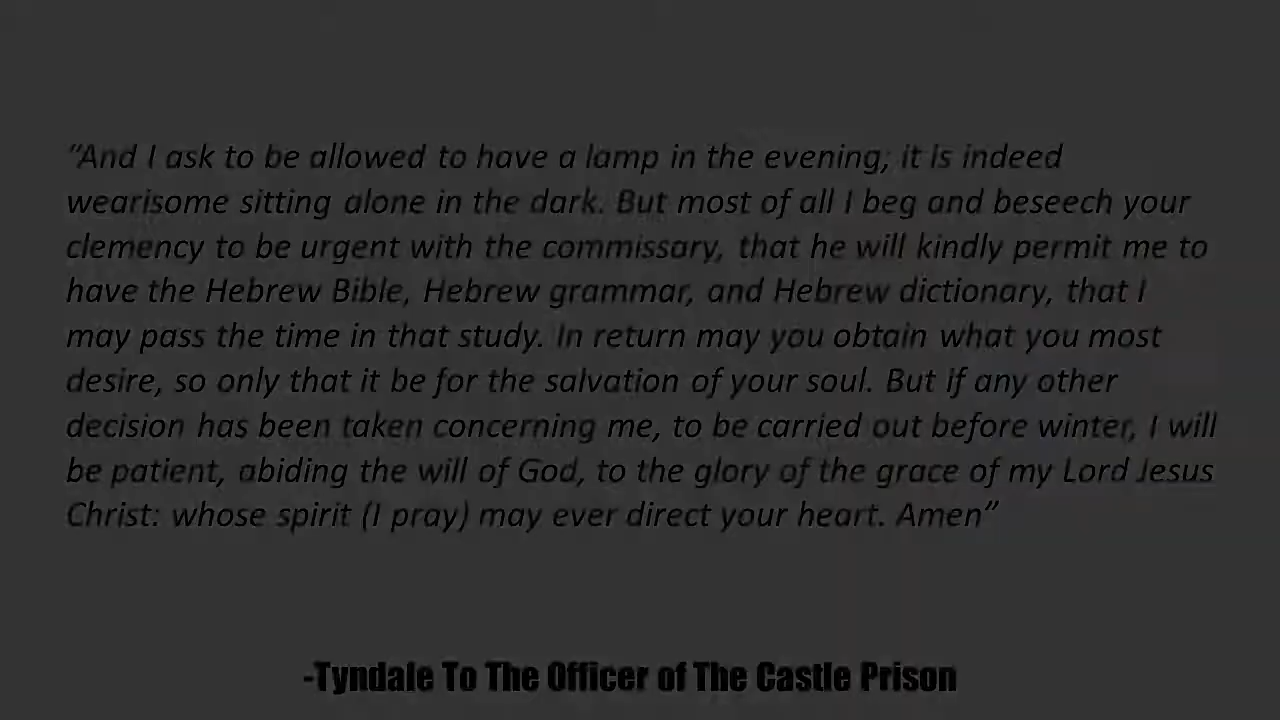 “And I ask to be allowed to have a lamp in the evening; it is indeed
wearisome sitting alone in the dark. But most of all I beg and beseech your
clemency to be urgent with the commissary, that he will kindly permit me to
have the Hebrew Bible, Hebrew grammar, and Hebrew dictionary, that I
may pass the time in that study. In return may you obtain what you most
desire, so only that it be for the salvation of your soul. But if any other
decision has been taken concerning me, to be carried out before winter, I will
be patient, abiding the will of God, to the glory of the grace of my Lord Jesus
Christ: whose spirit (I pray) may ever direct your heart. Amen”
-Tyndale To The Officer of The Castle Prison